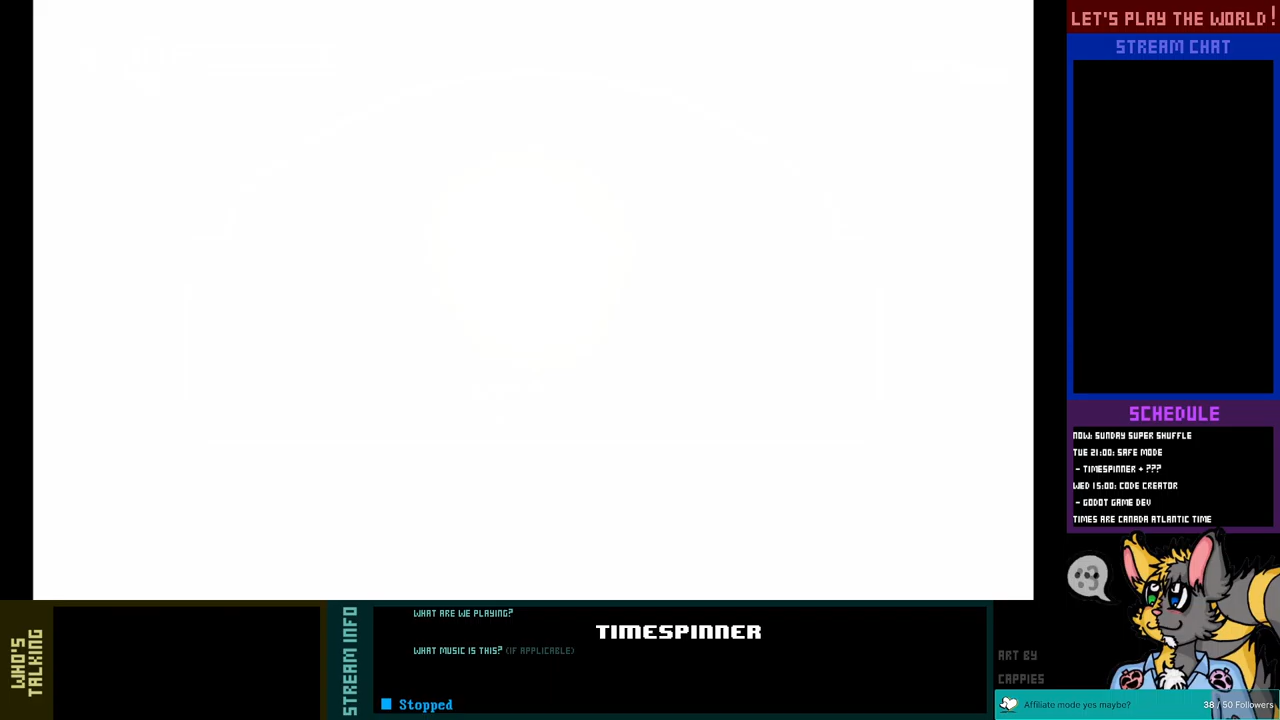 LET'S PLAY THE WORLD!
STREAM CHAT
SCHEDULE
NOW: SUNDAY SUPER SHUFFLE
TUE 21:00: SAFE MODE
- TIMESPINNER + ???
WED 15:00: CODE CREATOR
- GODOT GAME DEV
TIMES ARE CANADA ATLANTIC TIME
WHO'S TALKING
STREAM INFO
WHAT ARE WE PLAYING?
TIMESPINNER
WHAT MUSIC IS THIS? (IF APPLICABLE)
Stopped
ART BY
CAPPIES
Affiliate mode yes maybe? 38 / 50 Followers